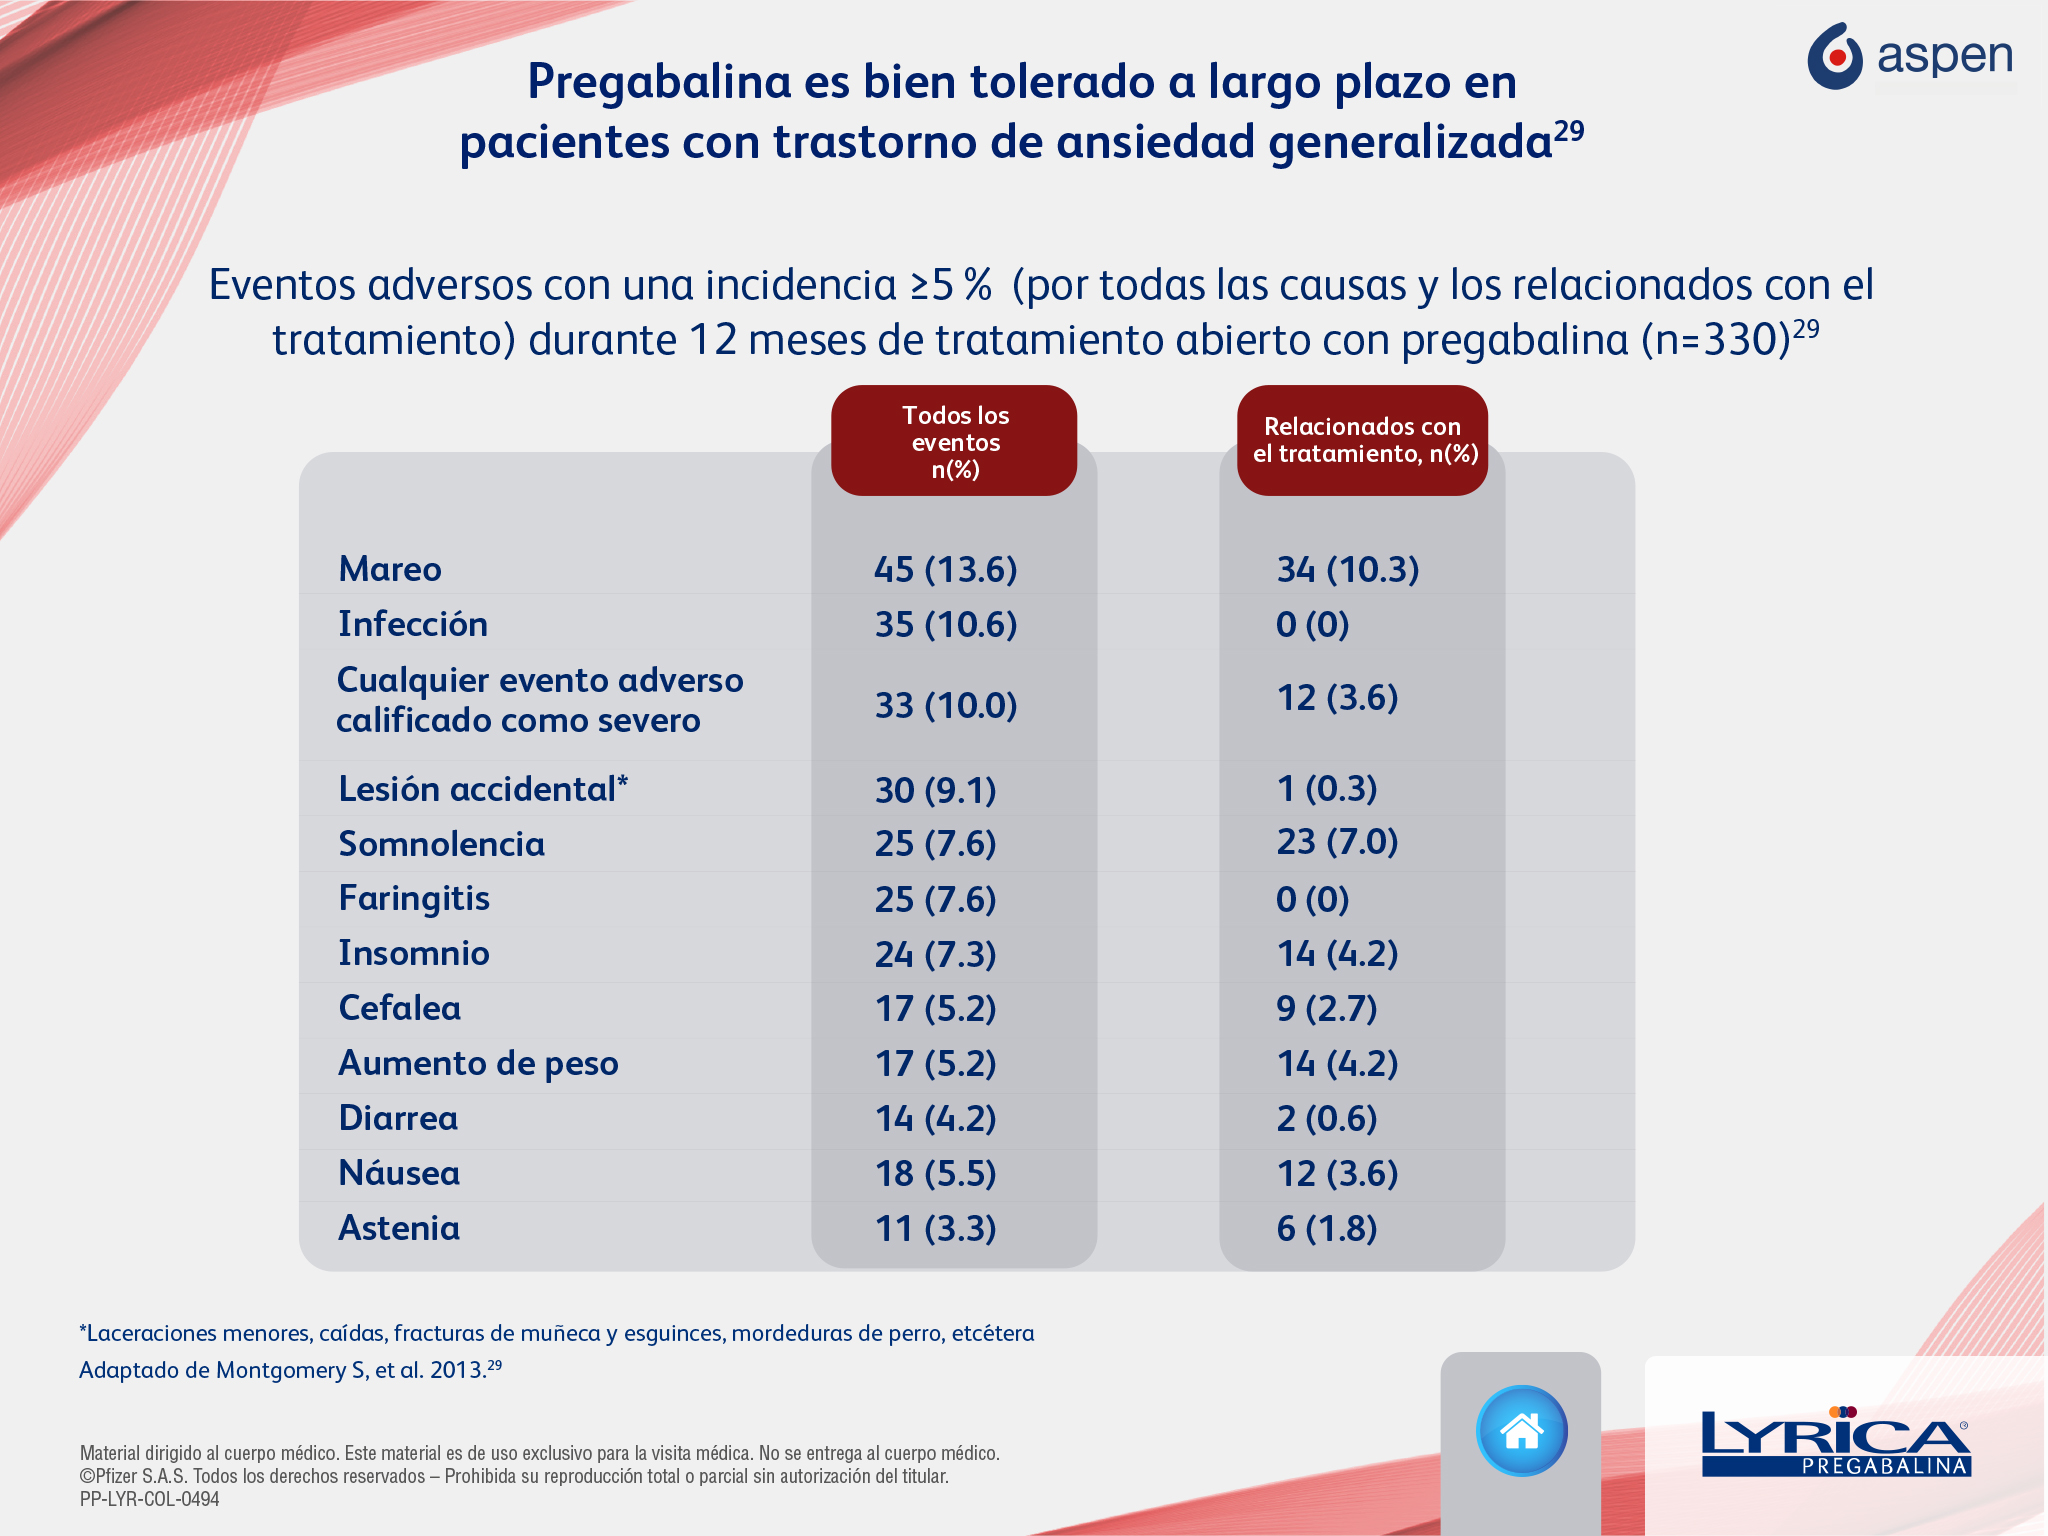 aspen
Pregabalina es bien tolerado a largo plazo en
pacientes con trastorno de ansiedad generalizada29
Eventos adversos con una incidencia ≥5 % (por todas las causas y los relacionados con el
tratamiento) durante 12 meses de tratamiento abierto con pregabalina (n=330)29
Todos los
eventos
n(%)
Relacionados con
el tratamiento, n(%)
Mareo 45 (13.6) 34 (10.3)
Infección 35 (10.6) 0 (0)
Cualquier evento adverso
calificado como severo 33 (10.0) 12 (3.6)
Lesión accidental* 30 (9.1) 1 (0.3)
Somnolencia 25 (7.6) 23 (7.0)
Faringitis 25 (7.6) 0 (0)
Insomnio 24 (7.3) 14 (4.2)
Cefalea 17 (5.2) 9 (2.7)
Aumento de peso 17 (5.2) 14 (4.2)
Diarrea 14 (4.2) 2 (0.6)
Náusea 18 (5.5) 12 (3.6)
Astenia 11 (3.3) 6 (1.8)
*Laceraciones menores, caídas, fracturas de muñeca y esguinces, mordeduras de perro, etcétera
Adaptado de Montgomery S, et al. 2013.29
Material dirigido al cuerpo médico. Este material es de uso exclusivo para la visita médica. No se entrega al cuerpo médico.
©Pfizer S.A.S. Todos los derechos reservados – Prohibida su reproducción total o parcial sin autorización del titular.
PP-LYR-COL-0494
LYRICA®
PREGABALINA